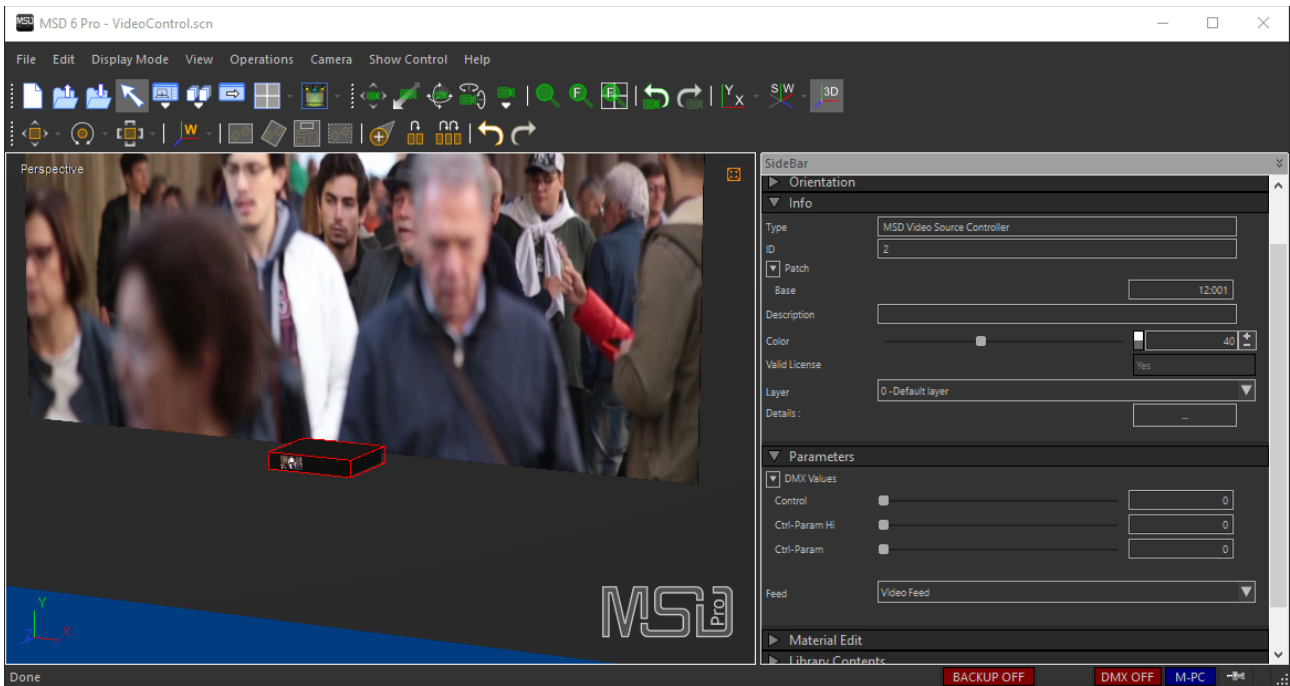 MSD MSD 6 Pro - VideoControl.scn
File Edit Display Mode View Operations Camera Show Control Help
F F Y X S W 3D
W
Perspective
SideBar
Orientation
Info
Type MSD Video Source Controller
ID 2
Patch
Base 12:001
Description
Color 40
Valid License Yes
Layer 0 -Default layer
Details : ...
Parameters
DMX Values
Control 0
Ctrl-Param Hi 0
Ctrl-Param 0
Feed Video Feed
MSD Pro
Y
Z X
Material Edit
Library Contents
Done BACKUP OFF DMX OFF M-PC